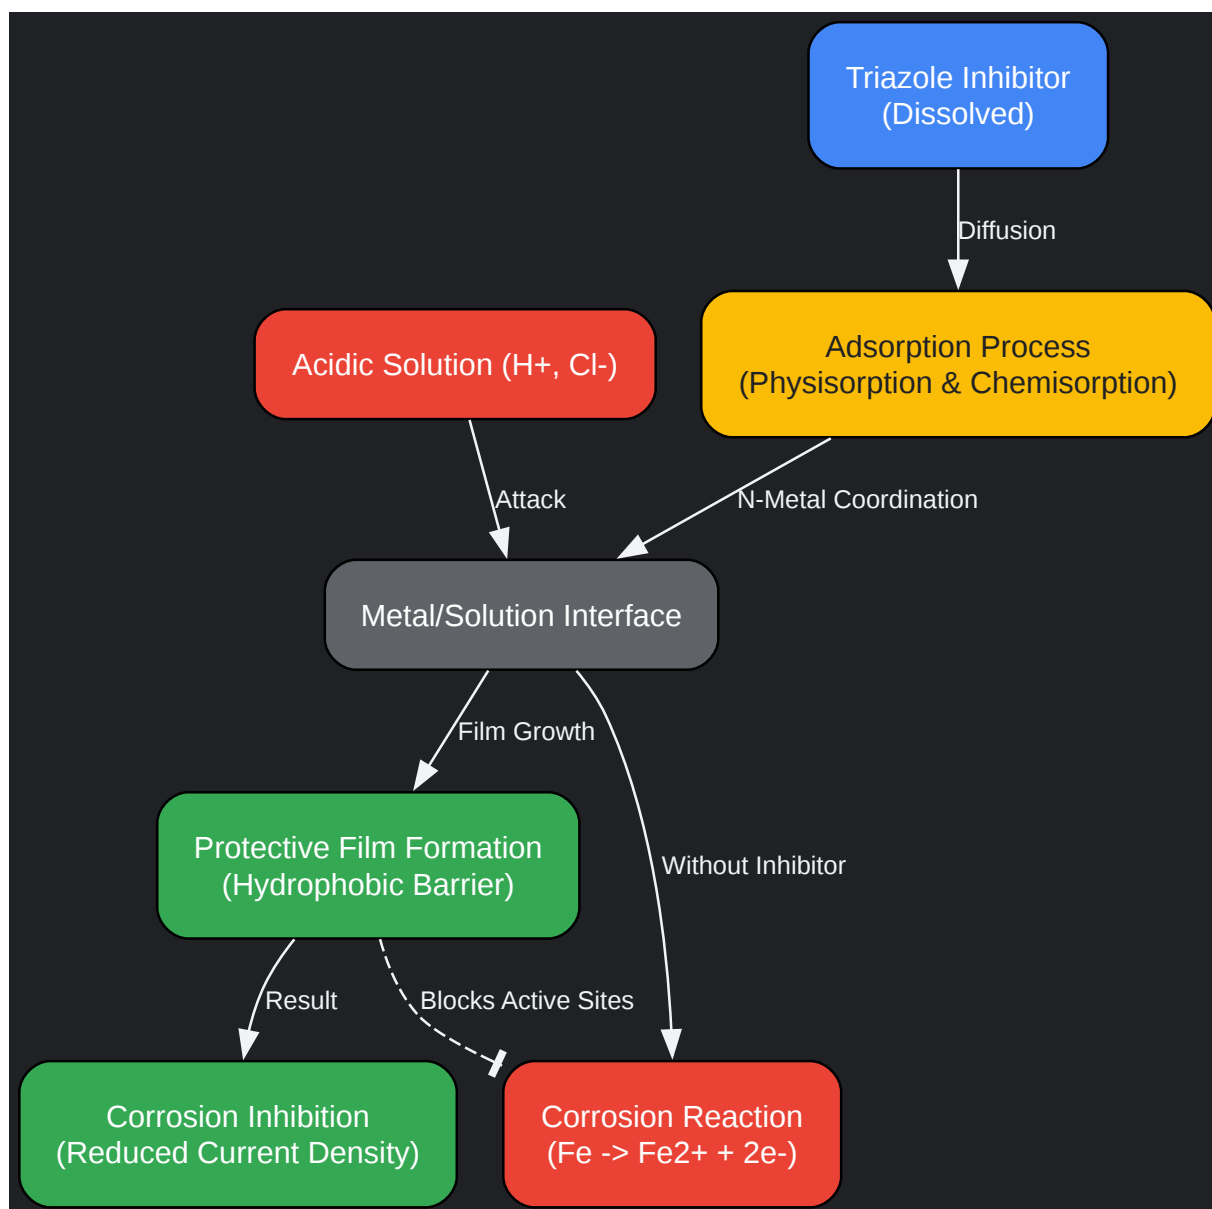 Triazole Inhibitor
(Dissolved)
Diffusion
Acidic Solution (H+, Cl-)
Adsorption Process
(Physisorption & Chemisorption)
Attack
N-Metal Coordination
Metal/Solution Interface
Film Growth
Protective Film Formation
(Hydrophobic Barrier)
Without Inhibitor
Result
Blocks Active Sites
Corrosion Inhibition
(Reduced Current Density)
Corrosion Reaction
(Fe -> Fe2+ + 2e-)